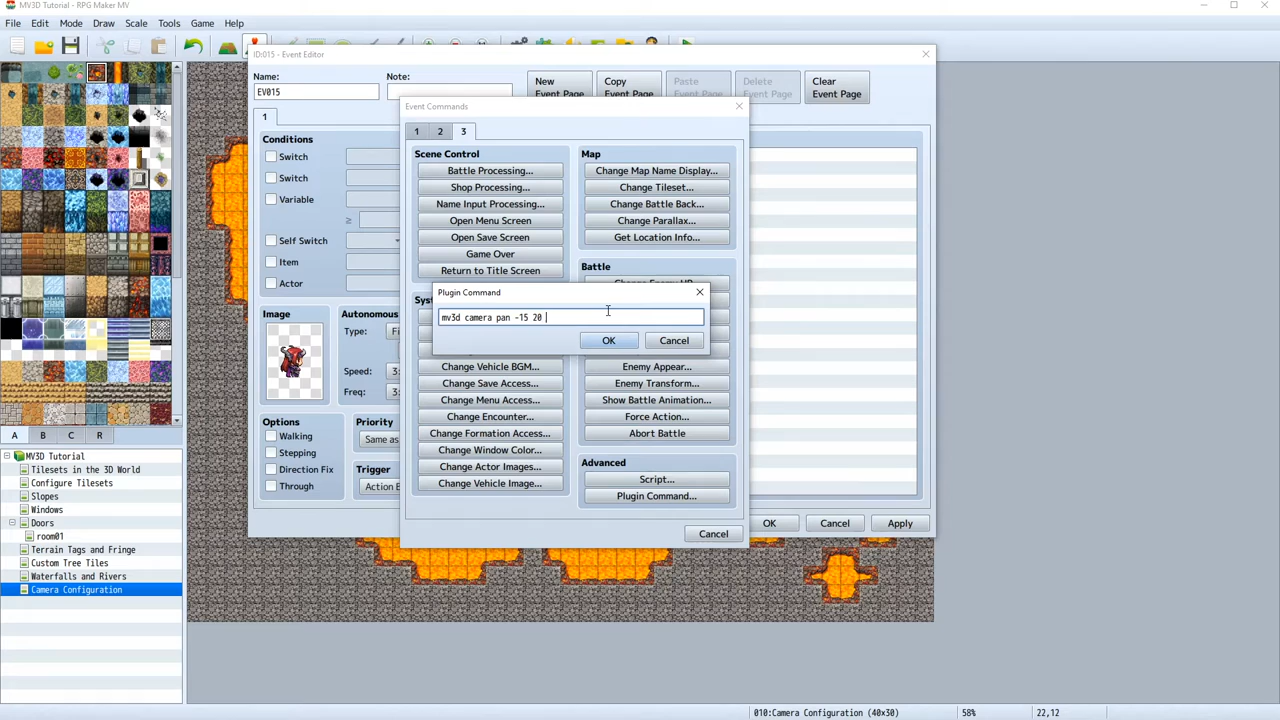 MV3D Tutorial - RPG Maker MV
File Edit Mode Draw Scale Tools Game Help
ID:015 - Event Editor
Name: Note:
EV015
New Event Page
Copy Event Page
Paste Event Page
Delete Event Page
Clear Event Page
1
Conditions
Switch
Switch
Variable
≥
Self Switch
Item
Actor
Image
Autonomous
Type:
Speed: 3:
Freq: 3:
Options
Walking
Stepping
Direction Fix
Through
Priority
Same as
Trigger
Action B
Event Commands
1 2 3
Scene Control
Battle Processing...
Shop Processing...
Name Input Processing...
Open Menu Screen
Open Save Screen
Game Over
Return to Title Screen
Map
Change Map Name Display...
Change Tileset...
Change Battle Back...
Change Parallax...
Get Location Info...
Battle
Plugin Command
mv3d camera pan -15 20
OK Cancel
Change Vehicle BGM...
Change Save Access...
Change Menu Access...
Change Encounter...
Change Formation Access...
Change Window Color...
Change Actor Images...
Change Vehicle Image...
Enemy Appear...
Enemy Transform...
Show Battle Animation...
Force Action...
Abort Battle
Advanced
Script...
Plugin Command...
Cancel
OK Cancel Apply
A B C R
MV3D Tutorial
Tilesets in the 3D World
Configure Tilesets
Slopes
Windows
Doors
room01
Terrain Tags and Fringe
Custom Tree Tiles
Waterfalls and Rivers
Camera Configuration
010:Camera Configuration (40x30) 58% 22,12